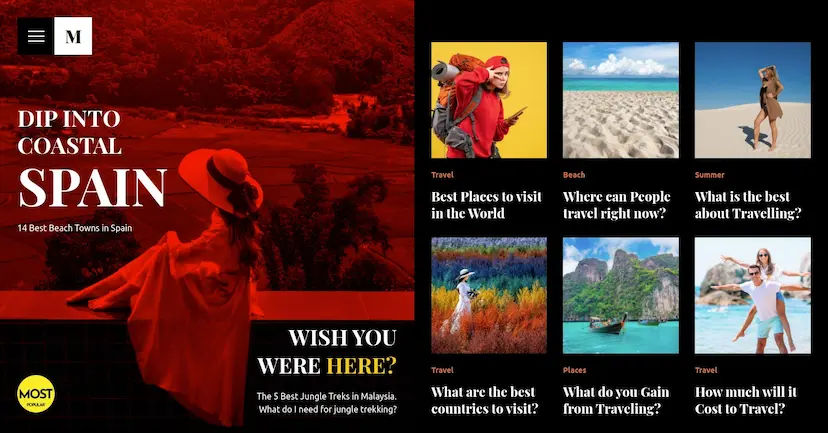 M
DIP INTO
COASTAL
SPAIN
14 Best Beach Towns in Spain
WISH YOU
WERE HERE?
The 5 Best Jungle Treks in Malaysia.
What do I need for jungle trekking?
MOST
POPULAR
Travel
Best Places to visit
in the World
Beach
Where can People
travel right now?
Summer
What is the best
about Travelling?
Travel
What are the best
countries to visit?
Places
What do you Gain
from Traveling?
Travel
How much will it
Cost to Travel?